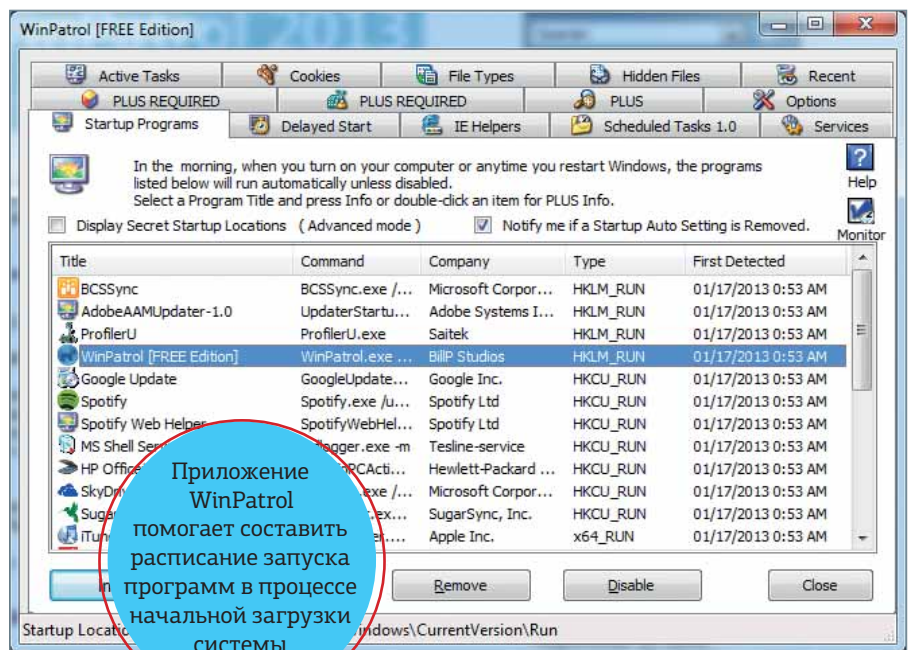 WinPatrol [FREE Edition]
Active Tasks Cookies File Types Hidden Files Recent
PLUS REQUIRED PLUS REQUIRED PLUS Options
Startup Programs Delayed Start IE Helpers Scheduled Tasks 1.0 Services
In the morning, when you turn on your computer or anytime you restart Windows, the programs
listed below will run automatically unless disabled.
Select a Program Title and press Info or double-click an item for PLUS Info.
Help
Display Secret Startup Locations ( Advanced mode ) Notify me if a Startup Auto Setting is Removed.
Monitor
Title Command Company Type First Detected
BCSSync BCSSync.exe /... Microsoft Corpor... HKLM_RUN 01/17/2013 0:53 AM
AdobeAAMUpdater-1.0 UpdaterStartu... Adobe Systems I... HKLM_RUN 01/17/2013 0:53 AM
ProfilerU ProfilerU.exe Saitek HKLM_RUN 01/17/2013 0:53 AM
WinPatrol [FREE Edition] WinPatrol.exe ... BillP Studios HKLM_RUN 01/17/2013 0:53 AM
Google Update GoogleUpdate... Google Inc. HKCU_RUN 01/17/2013 0:53 AM
Spotify Spotify.exe /u... Spotify Ltd HKCU_RUN 01/17/2013 0:53 AM
Spotify Web Helper SpotifyWebHel... Spotify Ltd HKCU_RUN 01/17/2013 0:53 AM
MS Shell -m Tesline-service HKCU_RUN 01/17/2013 0:53 AM
HP Hewlett-Packard ... HKCU_RUN 01/17/2013 0:53 AM
/... Microsoft Corpor... HKCU_RUN 01/17/2013 0:53 AM
SugarSync, Inc. HKCU_RUN 01/17/2013 0:53 AM
Apple Inc. x64_RUN 01/17/2013 0:53 AM
Приложение
WinPatrol
помогает составить
расписание запуска
программ в процессе
начальной загрузки
системы
Remove Disable Close
Startup \CurrentVersion\Run